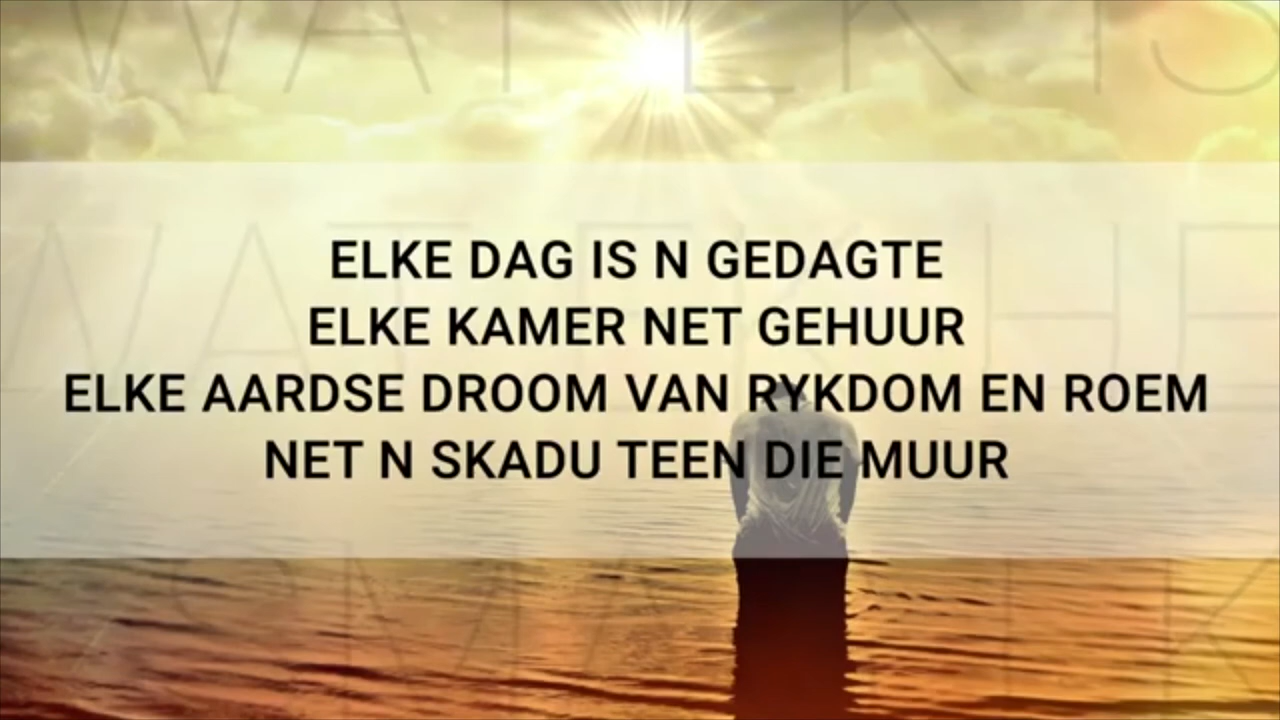 ELKE DAG IS N GEDAGTE
ELKE KAMER NET GEHUUR
ELKE AARDSE DROOM VAN RYKDOM EN ROEM
NET N SKADU TEEN DIE MUUR